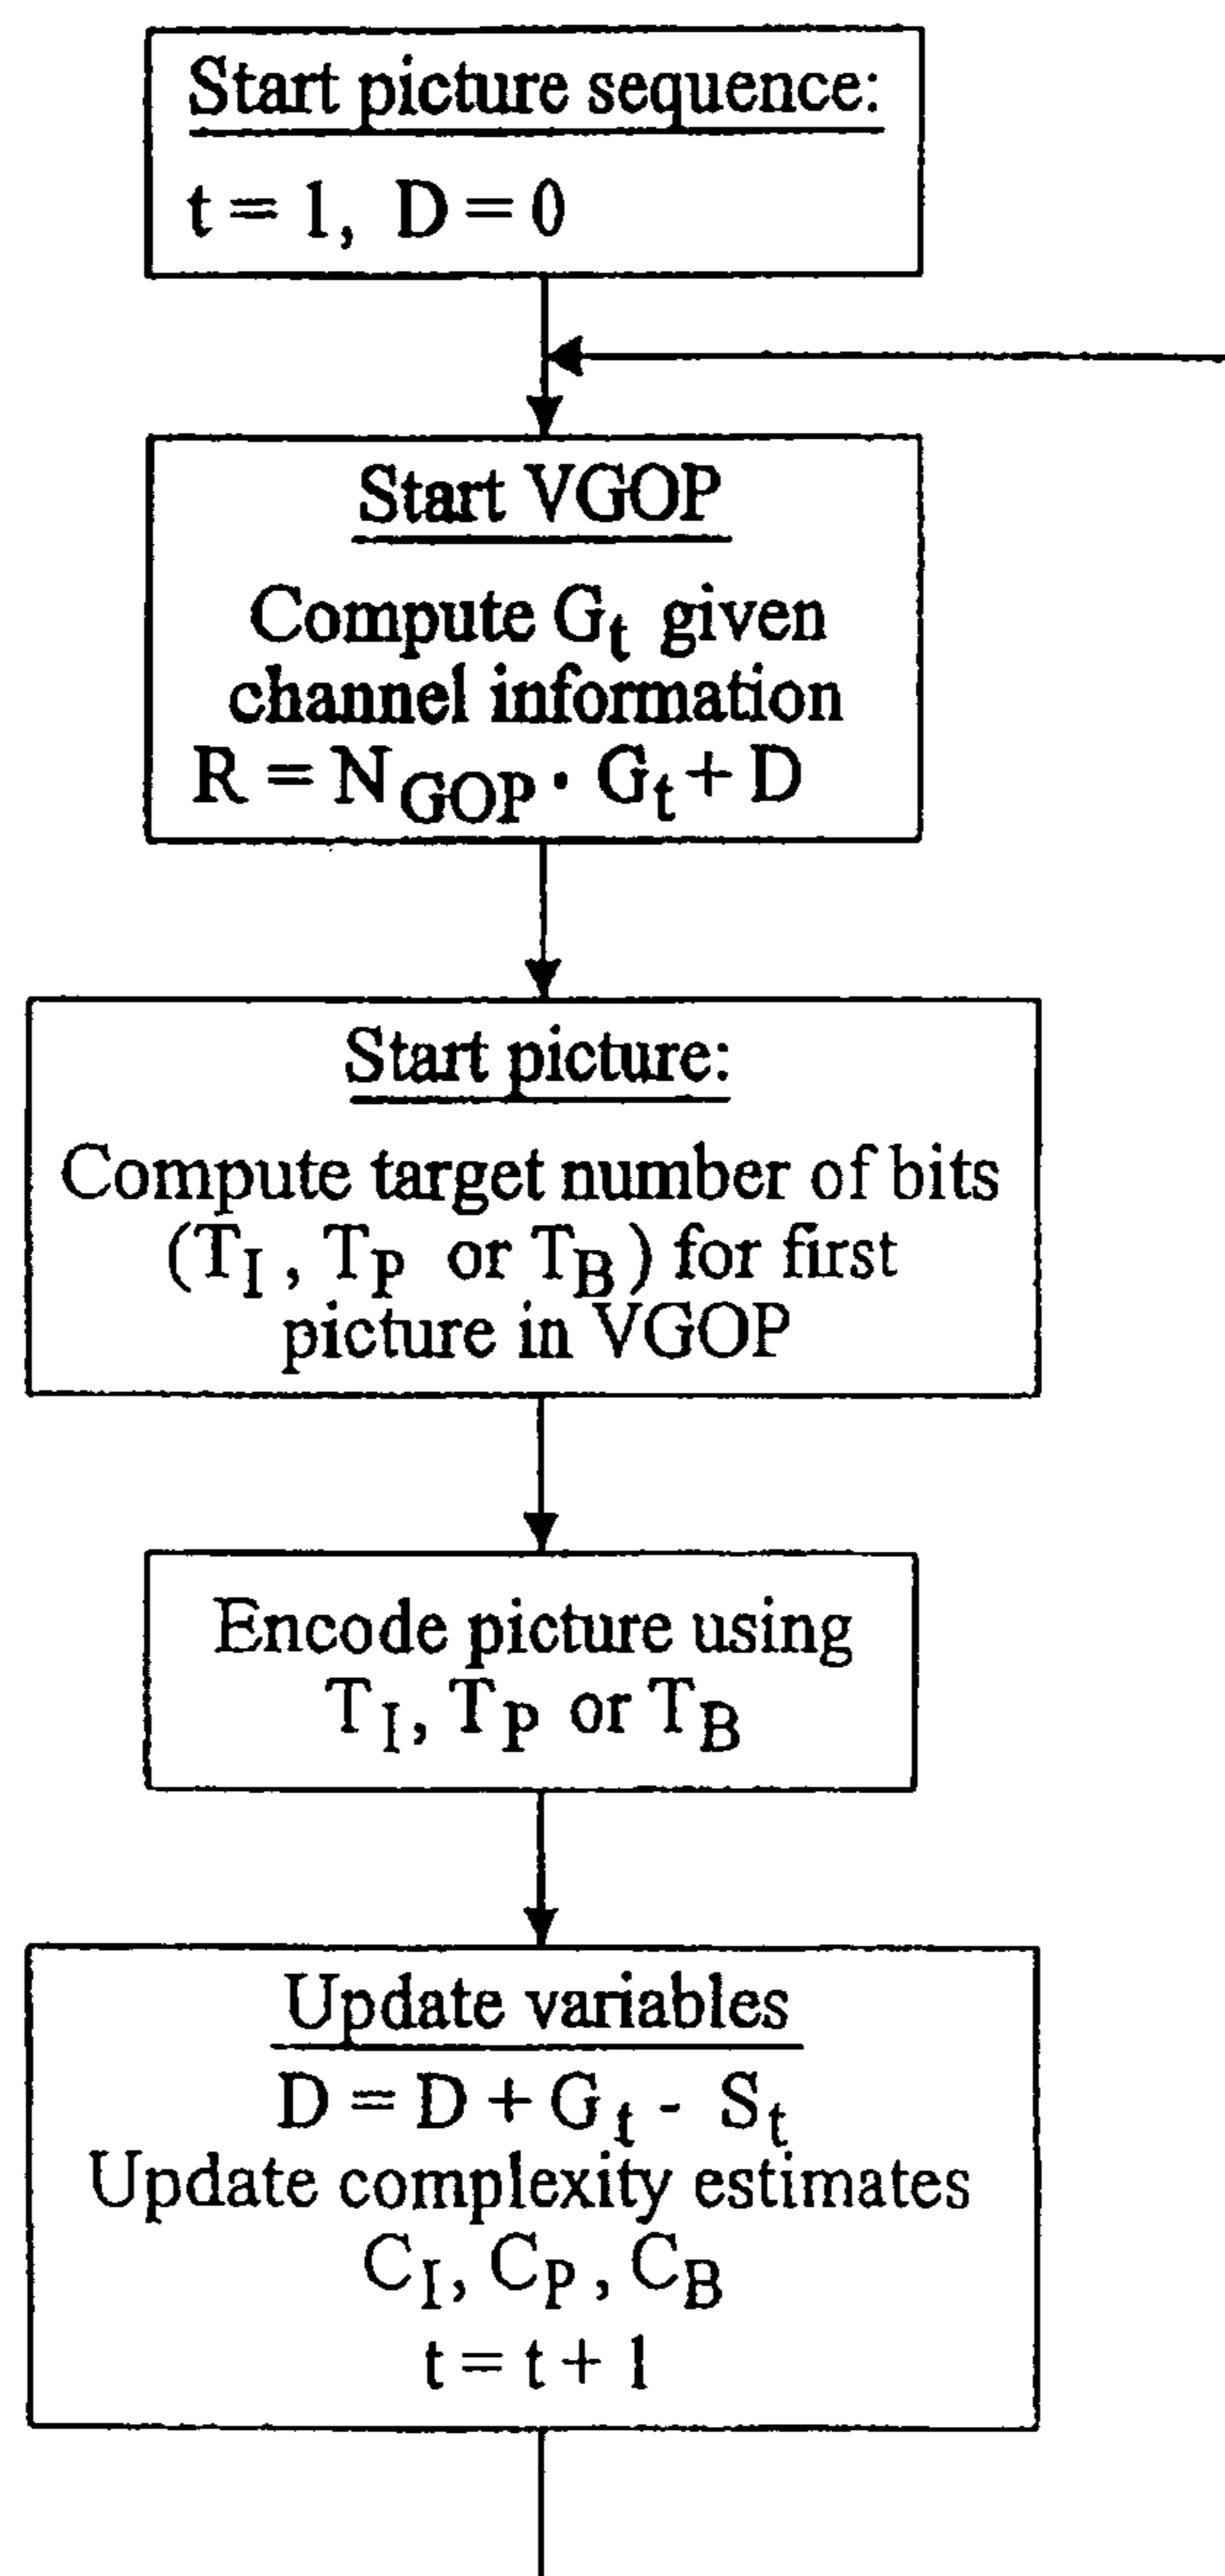 Start picture sequence:
t = 1, D = 0
Start VGOP
Compute G_t given
channel information
R = N_GOP · G_t + D
Start picture:
Compute target number of bits
(T_I , T_P or T_B ) for first
picture in VGOP
Encode picture using
T_I, T_P or T_B
Update variables
D = D + G_t - S_t
Update complexity estimates
C_I, C_P , C_B
t = t + 1